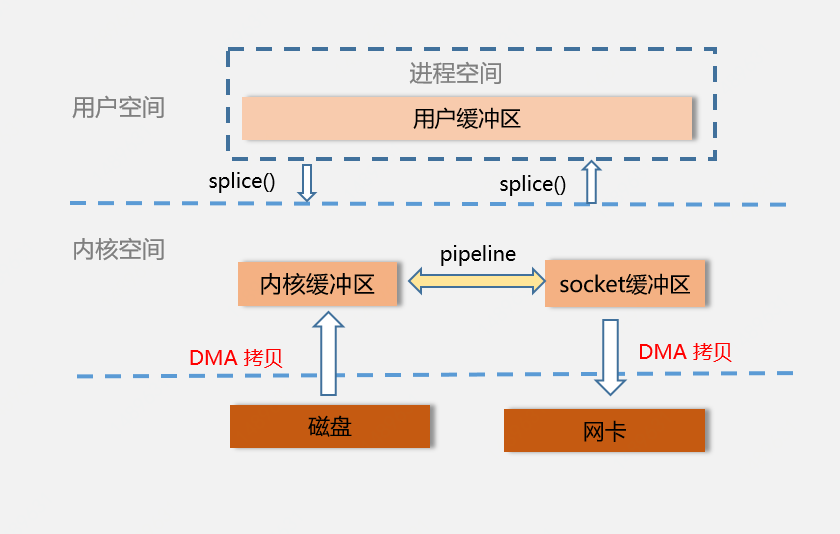 进程空间
用户空间
用户缓冲区
splice()
splice()
内核空间
pipeline
内核缓冲区
socket缓冲区
DMA 拷贝
DMA 拷贝
磁盘
网卡